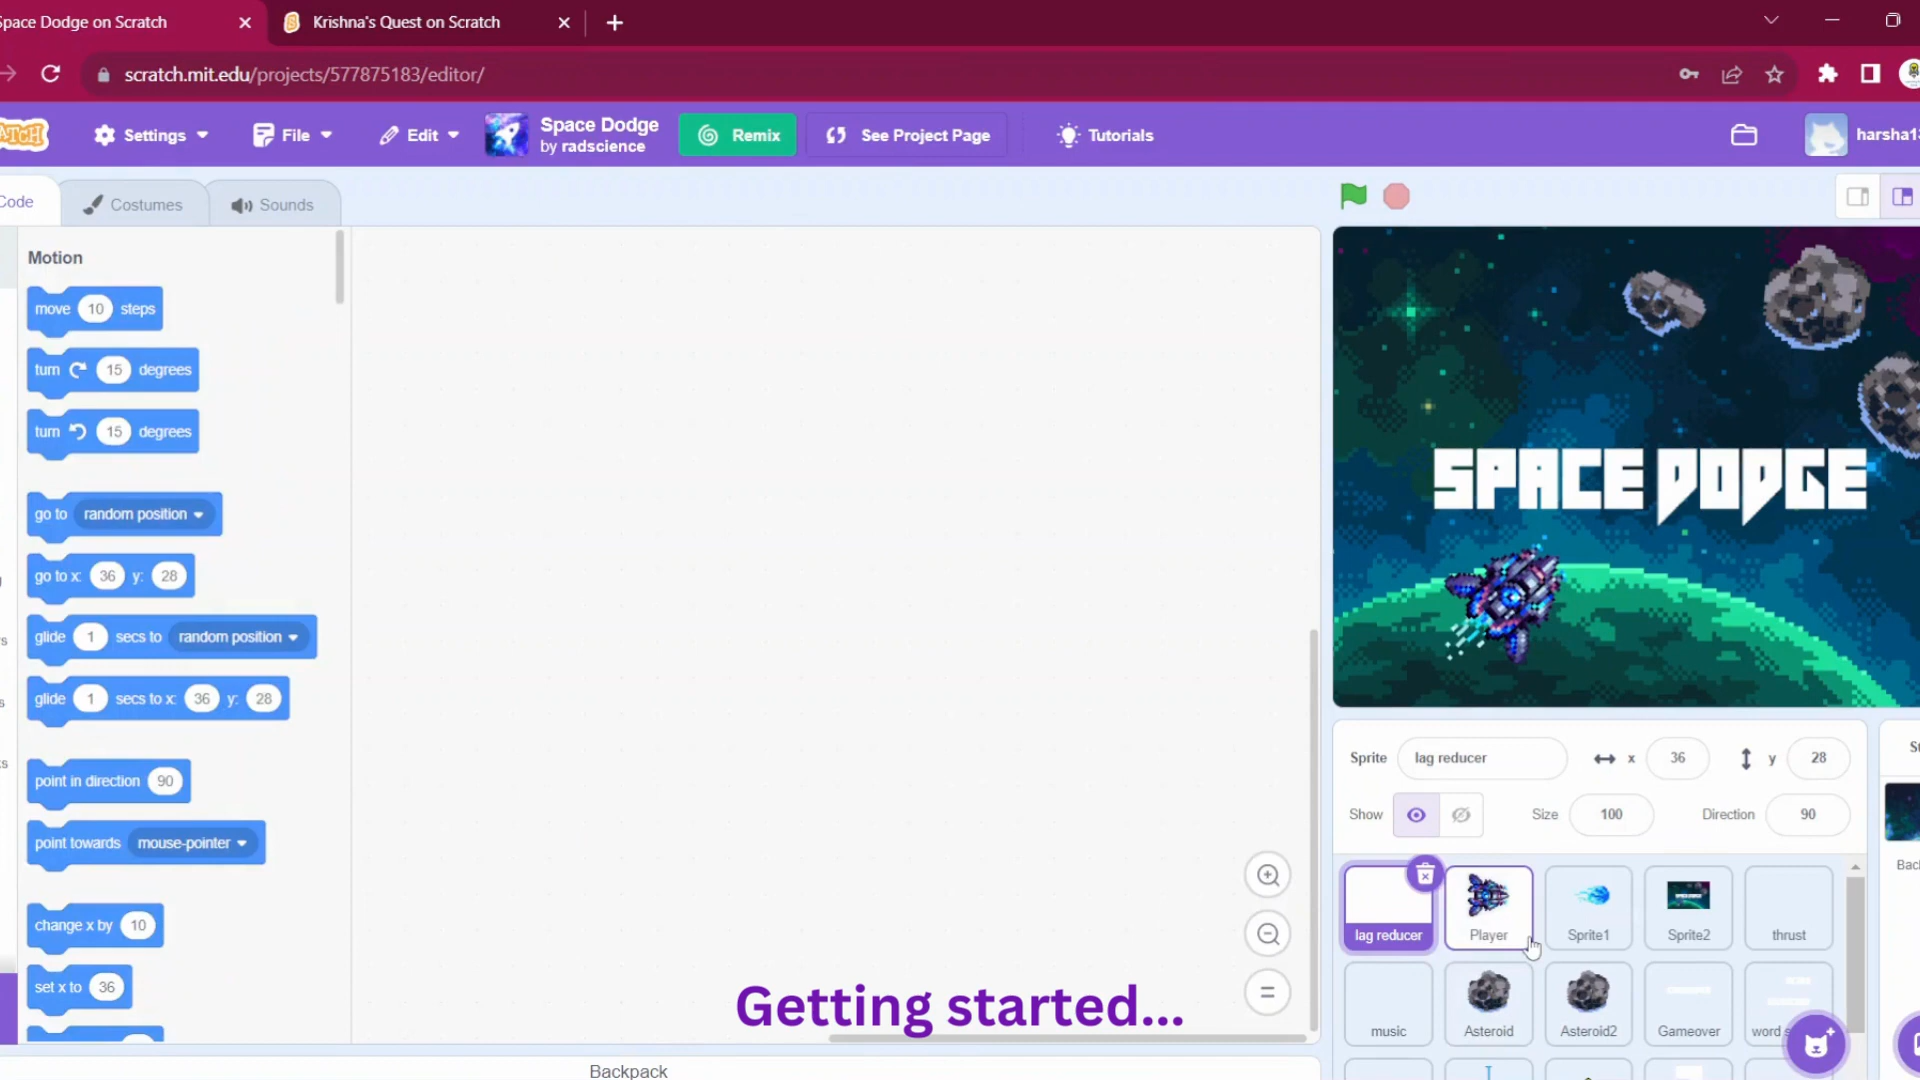 Space Dodge on Scratch
Krishna's Quest on Scratch
scratch.mit.edu/projects/577875183/editor/
Settings
File
Edit
Space Dodge
by radscience
Remix
See Project Page
Tutorials
harsha13
Code
Costumes
Sounds
Motion
move 10 steps
turn 15 degrees
turn 15 degrees
go to random position
go to x: 36 y: 28
glide 1 secs to random position
glide 1 secs to x: 36 y: 28
point in direction 90
point towards mouse-pointer
change x by 10
set x to 36
SPACE DODGE
Sprite lag reducer x 36 y 28
Show Size 100 Direction 90
lag reducer
Player
Sprite1
SPACE DODGE
Sprite2
thrust
music
Asteroid
Asteroid2
Gameover
word s
Getting started...
Backpack